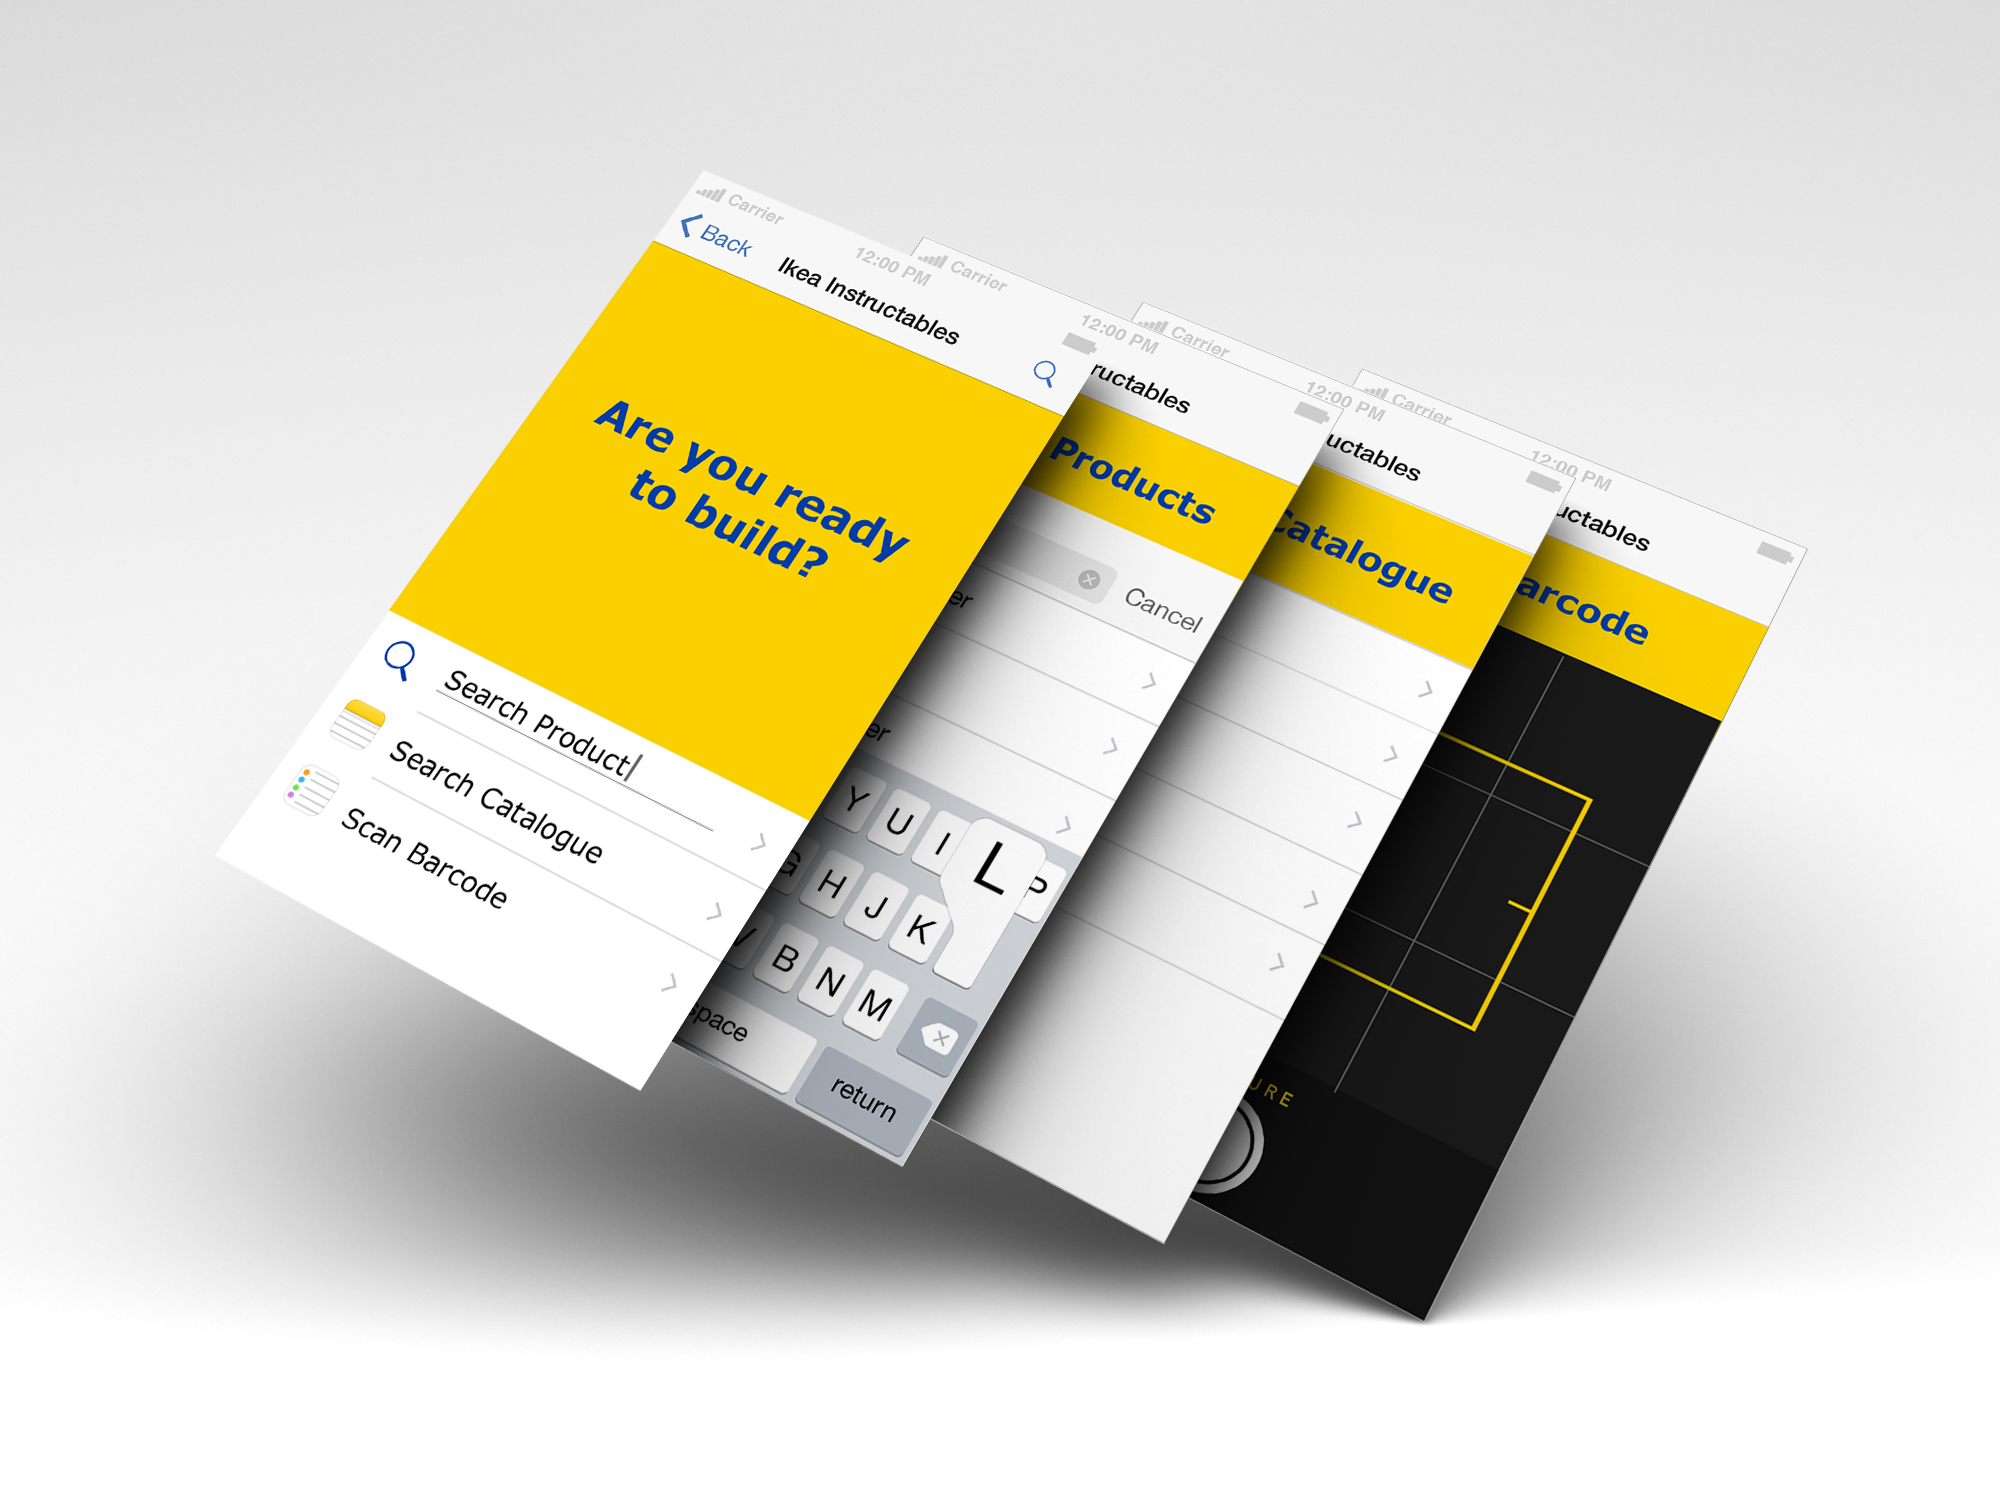 Carrier
12:00 PM
Back
Ikea Instructables
Are you ready
to build?
Search Product
Search Catalogue
Scan Barcode
Carrier
12:00 PM
ructables
Products
Cancel
er
er
Y U I L P
G H J K
V B N M
space
return
Carrier
12:00 PM
uctables
Catalogue
Carrier
12:00 PM
uctables
arcode
URE